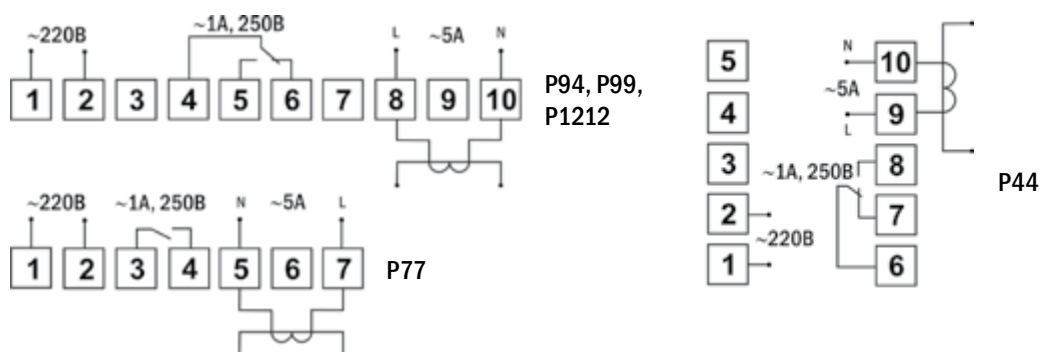 ~220В ~1А, 250В L ~5А N
1 2 3 4 5 6 7 8 9 10
P94, P99,
P1212
~220В ~1А, 250В N ~5А L
1 2 3 4 5 6 7
P77
5
4
3
2
1
~220В
N
10
~5А
9
L
8
~1А, 250В
7
6
P44